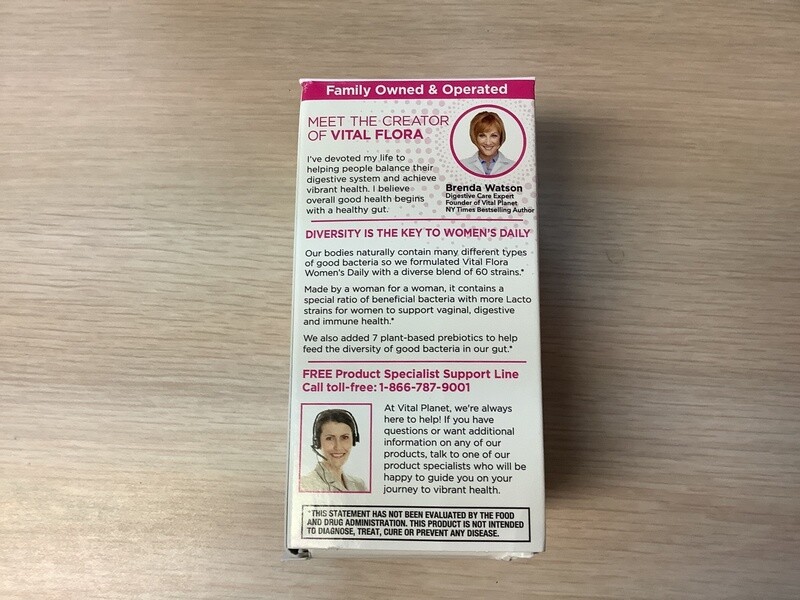 Family Owned & Operated
MEET THE CREATOR
OF VITAL FLORA
I've devoted my life to
helping people balance their
digestive system and achieve
vibrant health. I believe
overall good health begins
with a healthy gut.
Brenda Watson
Digestive Care Expert
Founder of Vital Planet
NY Times Bestselling Author
DIVERSITY IS THE KEY TO WOMEN'S DAILY
Our bodies naturally contain many different types
of good bacteria so we formulated Vital Flora
Women's Daily with a diverse blend of 60 strains.*
Made by a woman for a woman, it contains a
special ratio of beneficial bacteria with more Lacto
strains for women to support vaginal, digestive
and immune health.*
We also added 7 plant-based prebiotics to help
feed the diversity of good bacteria in our gut.*
FREE Product Specialist Support Line
Call toll-free: 1-866-787-9001
At Vital Planet, we're always
here to help! If you have
questions or want additional
information on any of our
products, talk to one of our
product specialists who will be
happy to guide you on your
journey to vibrant health.
*THIS STATEMENT HAS NOT BEEN EVALUATED BY THE FOOD
AND DRUG ADMINISTRATION. THIS PRODUCT IS NOT INTENDED
TO DIAGNOSE, TREAT, CURE OR PREVENT ANY DISEASE.